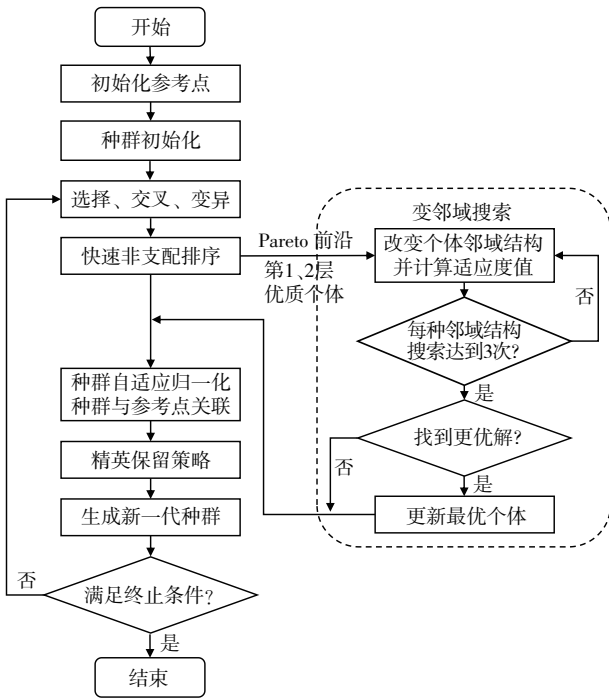 开始
初始化参考点
种群初始化
选择、交叉、变异
快速非支配排序
Pareto 前沿
第1、2层
优质个体
变邻域搜索
改变个体邻域结构
并计算适应度值
否
每种邻域结构
搜索达到3次?
是
找到更优解?
否
是
更新最优个体
种群自适应归一化
种群与参考点关联
精英保留策略
生成新一代种群
否
满足终止条件?
是
结束